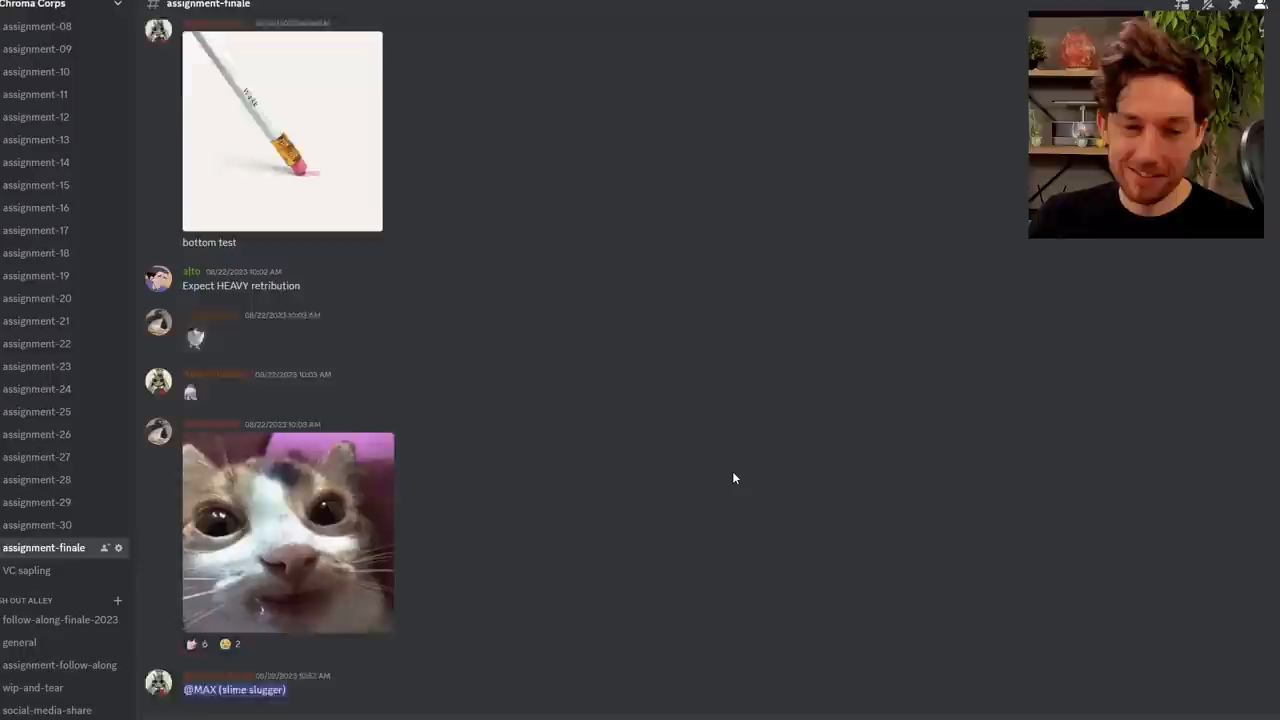 Chroma Corps
assignment-08
assignment-09
assignment-10
assignment-11
assignment-12
assignment-13
assignment-14
assignment-15
assignment-16
assignment-17
assignment-18
assignment-19
assignment-20
assignment-21
assignment-22
assignment-23
assignment-24
assignment-25
assignment-26
assignment-27
assignment-28
assignment-29
assignment-30
assignment-finale
VC sapling
SH OUT ALLEY
follow-along-finale-2023
general
assignment-follow-along
wip-and-tear
social-media-share
# assignment-finale
bottom test
alto 08/22/2023 10:02 AM
Expect HEAVY retribution
08/22/2023 10:03 AM
08/22/2023 10:03 AM
08/22/2023 10:03 AM
6 2
@MAX (slime slugger)